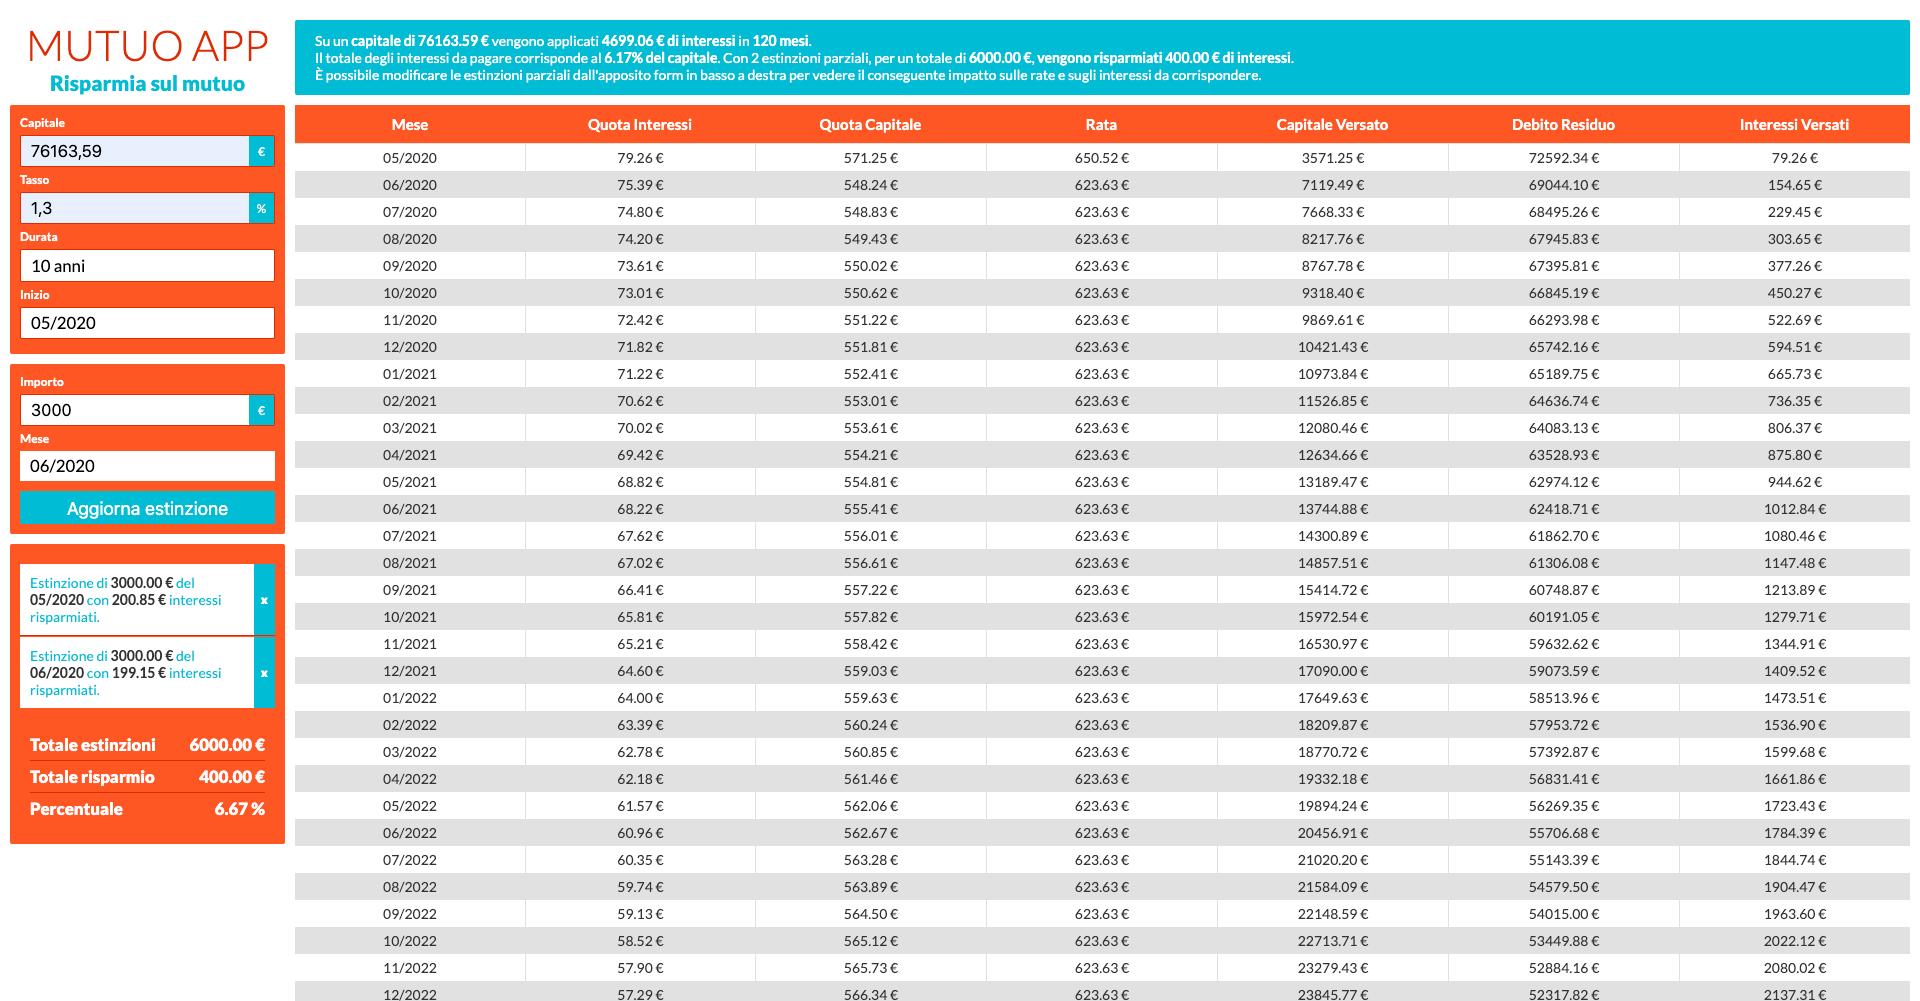 MUTUO APP
Risparmia sul mutuo
Capitale
76163,59 €
Tasso
1,3 %
Durata
10 anni
Inizio
05/2020
Importo
3000 €
Mese
06/2020
Aggiorna estinzione
Estinzione di 3000.00 € del
05/2020 con 200.85 € interessi
risparmiati.
x
Estinzione di 3000.00 € del
06/2020 con 199.15 € interessi
risparmiati.
x
Totale estinzioni 6000.00 €
Totale risparmio 400.00 €
Percentuale 6.67 %
Su un capitale di 76163.59 € vengono applicati 4699.06 € di interessi in 120 mesi.
Il totale degli interessi da pagare corrisponde al 6.17% del capitale. Con 2 estinzioni parziali, per un totale di 6000.00 €, vengono risparmiati 400.00 € di interessi.
È possibile modificare le estinzioni parziali dall'apposito form in basso a destra per vedere il conseguente impatto sulle rate e sugli interessi da corrispondere.
Mese Quota Interessi Quota Capitale Rata Capitale Versato Debito Residuo Interessi Versati
05/2020 79.26 € 571.25 € 650.52 € 3571.25 € 72592.34 € 79.26 €
06/2020 75.39 € 548.24 € 623.63 € 7119.49 € 69044.10 € 154.65 €
07/2020 74.80 € 548.83 € 623.63 € 7668.33 € 68495.26 € 229.45 €
08/2020 74.20 € 549.43 € 623.63 € 8217.76 € 67945.83 € 303.65 €
09/2020 73.61 € 550.02 € 623.63 € 8767.78 € 67395.81 € 377.26 €
10/2020 73.01 € 550.62 € 623.63 € 9318.40 € 66845.19 € 450.27 €
11/2020 72.42 € 551.22 € 623.63 € 9869.61 € 66293.98 € 522.69 €
12/2020 71.82 € 551.81 € 623.63 € 10421.43 € 65742.16 € 594.51 €
01/2021 71.22 € 552.41 € 623.63 € 10973.84 € 65189.75 € 665.73 €
02/2021 70.62 € 553.01 € 623.63 € 11526.85 € 64636.74 € 736.35 €
03/2021 70.02 € 553.61 € 623.63 € 12080.46 € 64083.13 € 806.37 €
04/2021 69.42 € 554.21 € 623.63 € 12634.66 € 63528.93 € 875.80 €
05/2021 68.82 € 554.81 € 623.63 € 13189.47 € 62974.12 € 944.62 €
06/2021 68.22 € 555.41 € 623.63 € 13744.88 € 62418.71 € 1012.84 €
07/2021 67.62 € 556.01 € 623.63 € 14300.89 € 61862.70 € 1080.46 €
08/2021 67.02 € 556.61 € 623.63 € 14857.51 € 61306.08 € 1147.48 €
09/2021 66.41 € 557.22 € 623.63 € 15414.72 € 60748.87 € 1213.89 €
10/2021 65.81 € 557.82 € 623.63 € 15972.54 € 60191.05 € 1279.71 €
11/2021 65.21 € 558.42 € 623.63 € 16530.97 € 59632.62 € 1344.91 €
12/2021 64.60 € 559.03 € 623.63 € 17090.00 € 59073.59 € 1409.52 €
01/2022 64.00 € 559.63 € 623.63 € 17649.63 € 58513.96 € 1473.51 €
02/2022 63.39 € 560.24 € 623.63 € 18209.87 € 57953.72 € 1536.90 €
03/2022 62.78 € 560.85 € 623.63 € 18770.72 € 57392.87 € 1599.68 €
04/2022 62.18 € 561.46 € 623.63 € 19332.18 € 56831.41 € 1661.86 €
05/2022 61.57 € 562.06 € 623.63 € 19894.24 € 56269.35 € 1723.43 €
06/2022 60.96 € 562.67 € 623.63 € 20456.91 € 55706.68 € 1784.39 €
07/2022 60.35 € 563.28 € 623.63 € 21020.20 € 55143.39 € 1844.74 €
08/2022 59.74 € 563.89 € 623.63 € 21584.09 € 54579.50 € 1904.47 €
09/2022 59.13 € 564.50 € 623.63 € 22148.59 € 54015.00 € 1963.60 €
10/2022 58.52 € 565.12 € 623.63 € 22713.71 € 53449.88 € 2022.12 €
11/2022 57.90 € 565.73 € 623.63 € 23279.43 € 52884.16 € 2080.02 €
12/2022 57.29 € 566.34 € 623.63 € 23845.77 € 52317.82 € 2137.31 €